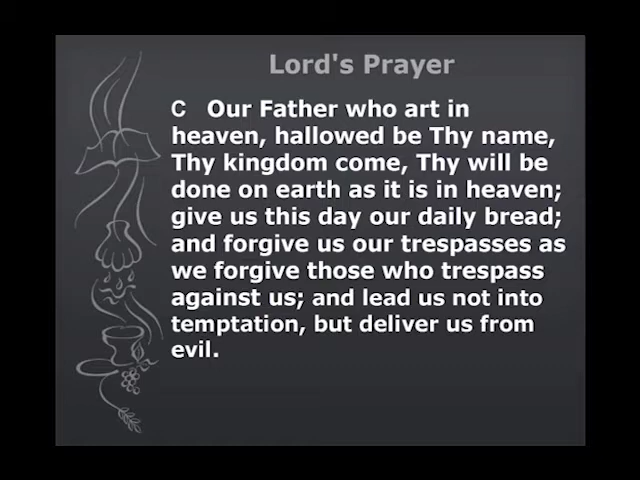 Lord's Prayer
C Our Father who art in
heaven, hallowed be Thy name,
Thy kingdom come, Thy will be
done on earth as it is in heaven;
give us this day our daily bread;
and forgive us our trespasses as
we forgive those who trespass
against us; and lead us not into
temptation, but deliver us from
evil.